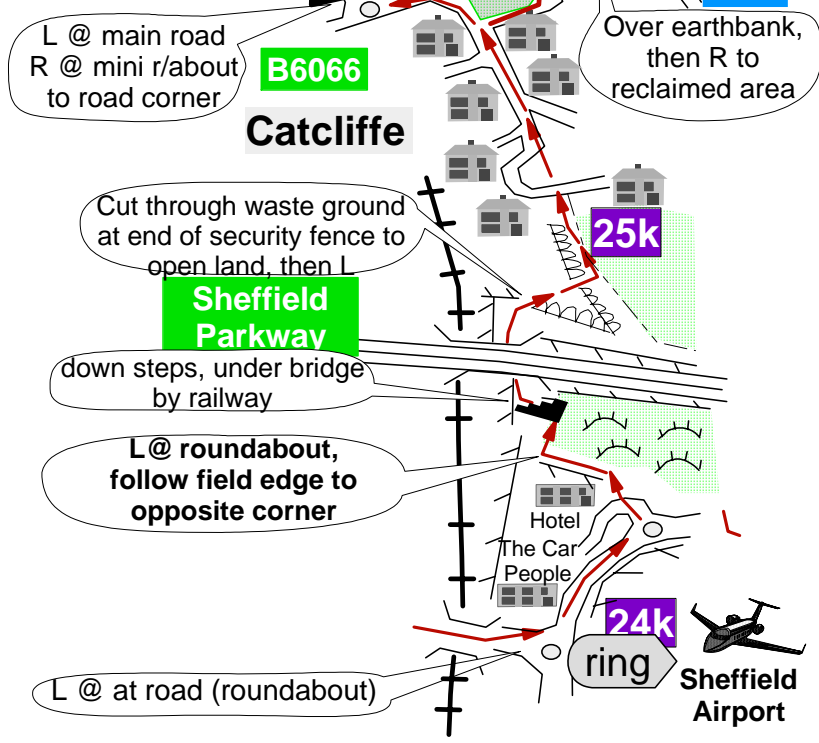 L @ main road
R @ mini r/about
to road corner
B6066
Over earthbank,
then R to
reclaimed area
Catcliffe
Cut through waste ground
at end of security fence to
open land, then L
25k
Sheffield
Parkway
down steps, under bridge
by railway
L@ roundabout,
follow field edge to
opposite corner
Hotel
The Car
People
24k
ring
Sheffield
Airport
L @ at road (roundabout)